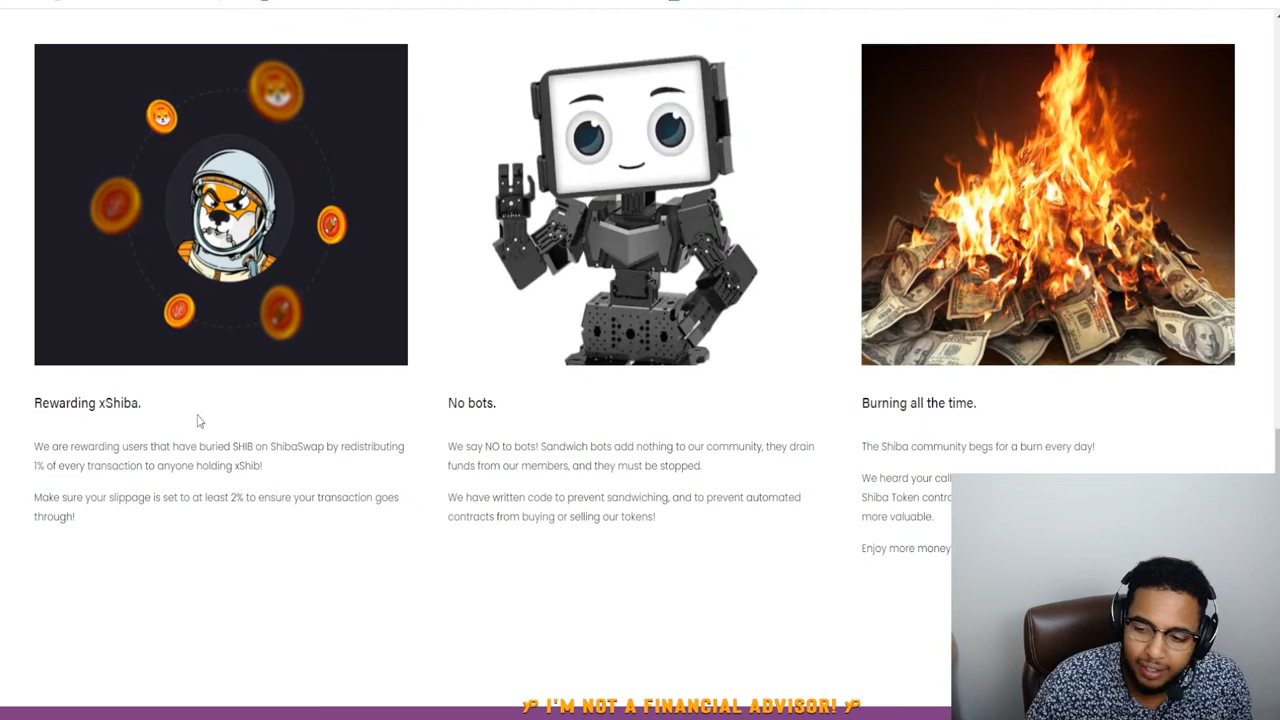 Rewarding xShiba.
We are rewarding users that have buried SHIB on ShibaSwap by redistributing
1% of every transaction to anyone holding xShib!
Make sure your slippage is set to at least 2% to ensure your transaction goes
through!
No bots.
We say NO to bots! Sandwich bots add nothing to our community, they drain
funds from our members, and they must be stopped.
We have written code to prevent sandwiching, and to prevent automated
contracts from buying or selling our tokens!
Burning all the time.
The Shiba community begs for a burn every day!
We heard your
Shiba Token
more valuable.
Enjoy more money
I'M NOT A FINANCIAL ADVISOR!